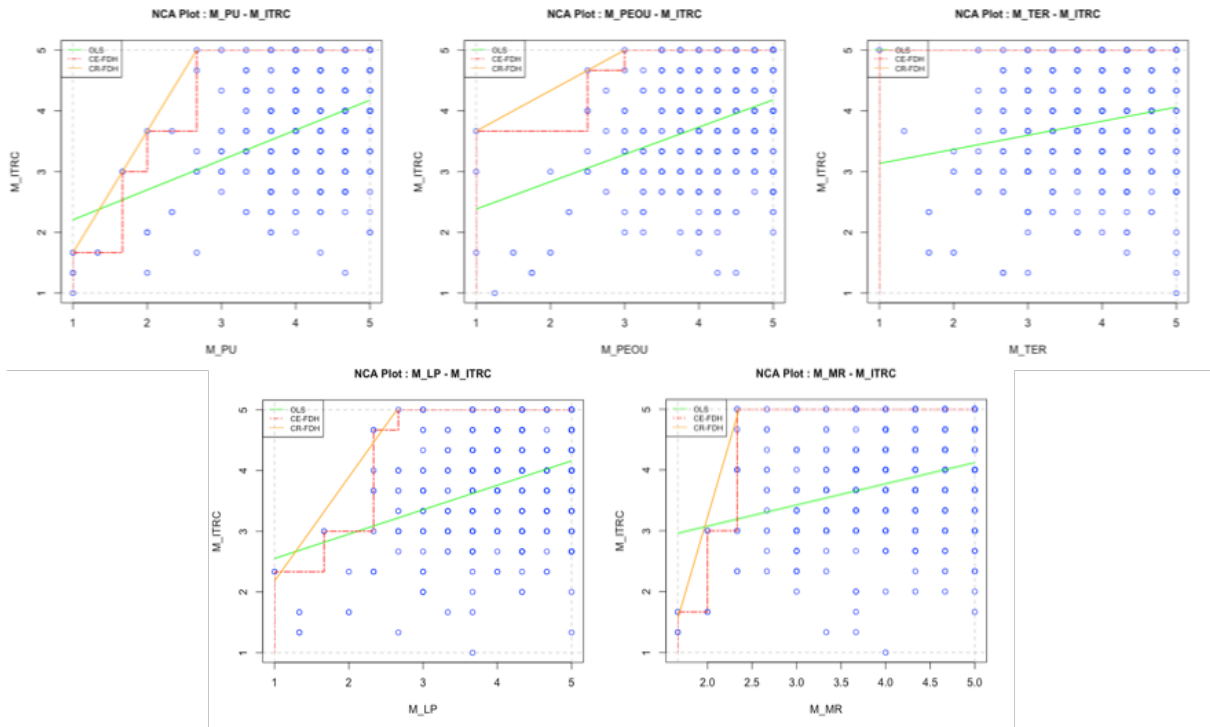 NCA Plot : M_PU - M_ITRC
OLS
CE-FDH
CR-FDH
M_ITRC
5
4
3
2
1
1 2 3 4 5
M_PU
NCA Plot : M_PEOU - M_ITRC
OLS
CE-FDH
CR-FDH
M_ITRC
5
4
3
2
1
1 2 3 4 5
M_PEOU
NCA Plot : M_TER - M_ITRC
OLS
CE-FDH
CR-FDH
M_ITRC
5
4
3
2
1
1 2 3 4 5
M_TER
NCA Plot : M_LP - M_ITRC
OLS
CE-FDH
CR-FDH
M_ITRC
5
4
3
2
1
1 2 3 4 5
M_LP
NCA Plot : M_MR - M_ITRC
OLS
CE-FDH
CR-FDH
M_ITRC
5
4
3
2
1
2.0 2.5 3.0 3.5 4.0 4.5 5.0
M_MR